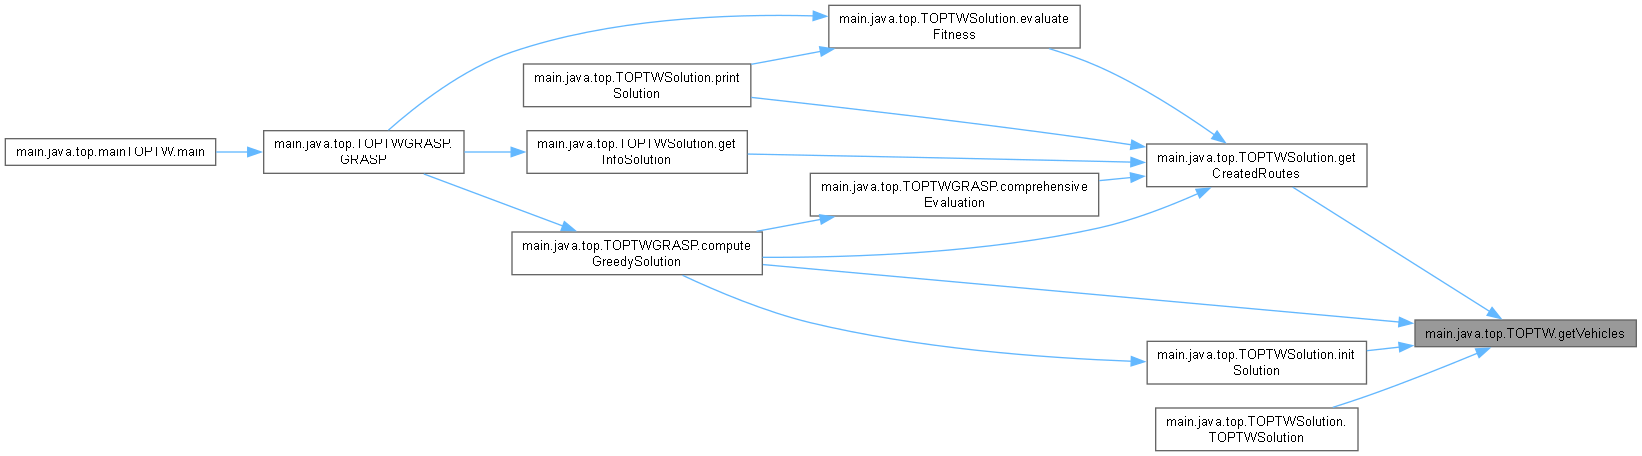 main.java.top.TOPTWSolution.evaluate
Fitness
main.java.top.TOPTWSolution.print
Solution
main.java.top.mainTOPTW.main
main.java.top.TOPTWGRASP.
GRASP
main.java.top.TOPTWSolution.get
InfoSolution
main.java.top.TOPTWSolution.get
CreatedRoutes
main.java.top.TOPTWGRASP.comprehensive
Evaluation
main.java.top.TOPTWGRASP.compute
GreedySolution
main.java.top.TOPTW.getVehicles
main.java.top.TOPTWSolution.init
Solution
main.java.top.TOPTWSolution.
TOPTWSolution